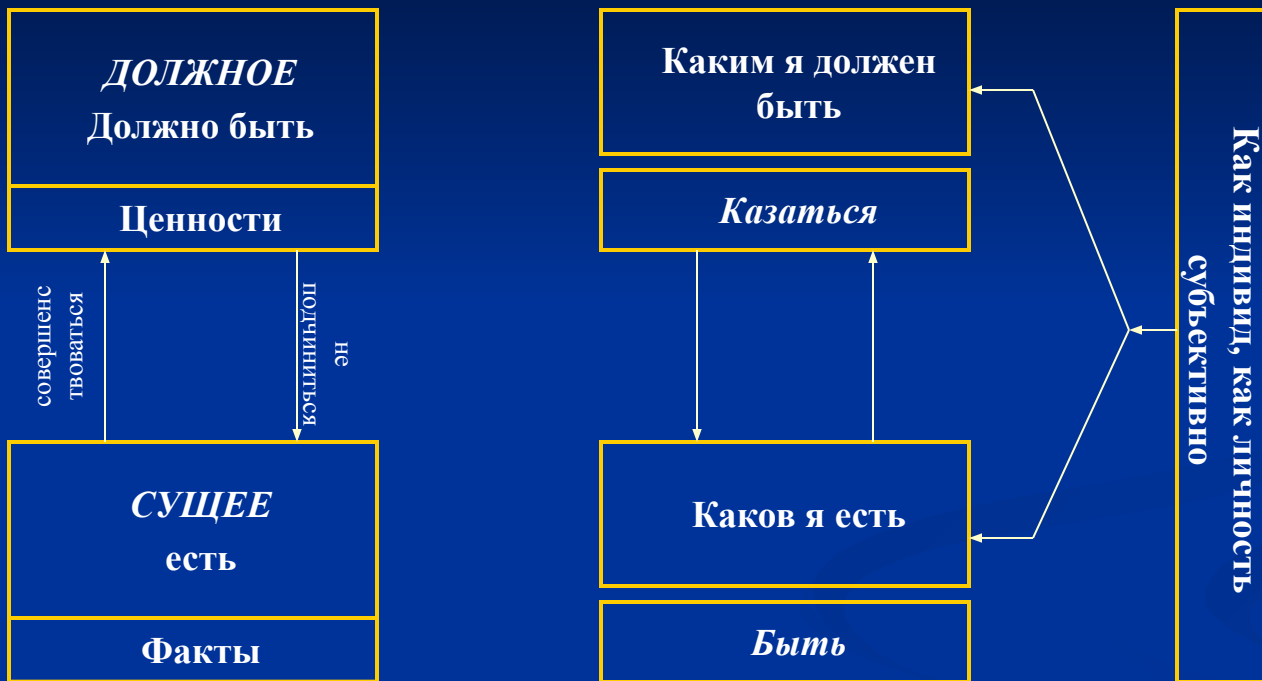 ДОЛЖНОЕ
Должно быть
Ценности
совершенс
твоваться
не
подчиниться
СУЩЕЕ
есть
Факты
Каким я должен
быть
Казаться
Каков я есть
Быть
Как индивид, как личность
субъективно